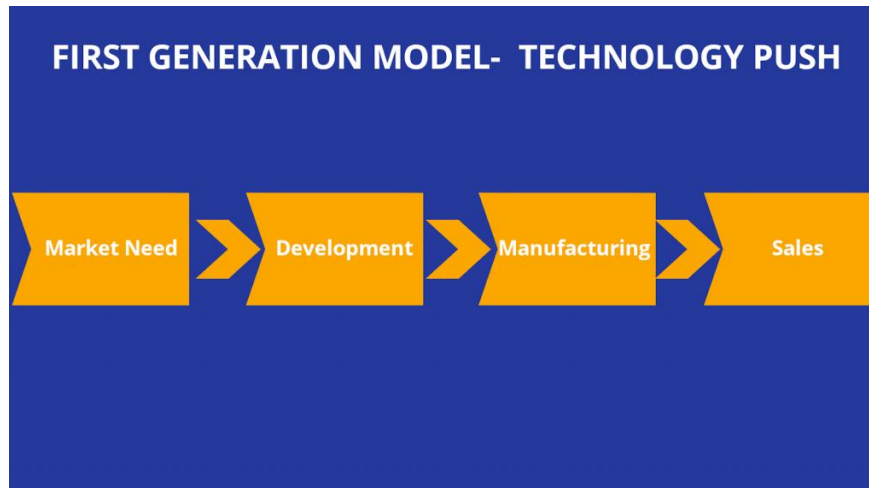 FIRST GENERATION MODEL- TECHNOLOGY PUSH
Market Need
Development
Manufacturing
Sales